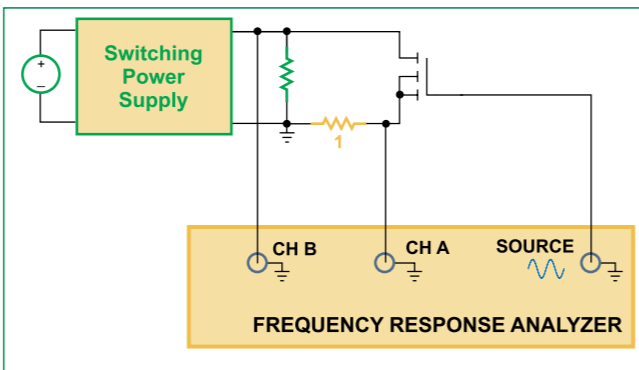 +
–
Switching
Power
Supply
1
CH B
CH A
SOURCE
FREQUENCY RESPONSE ANALYZER